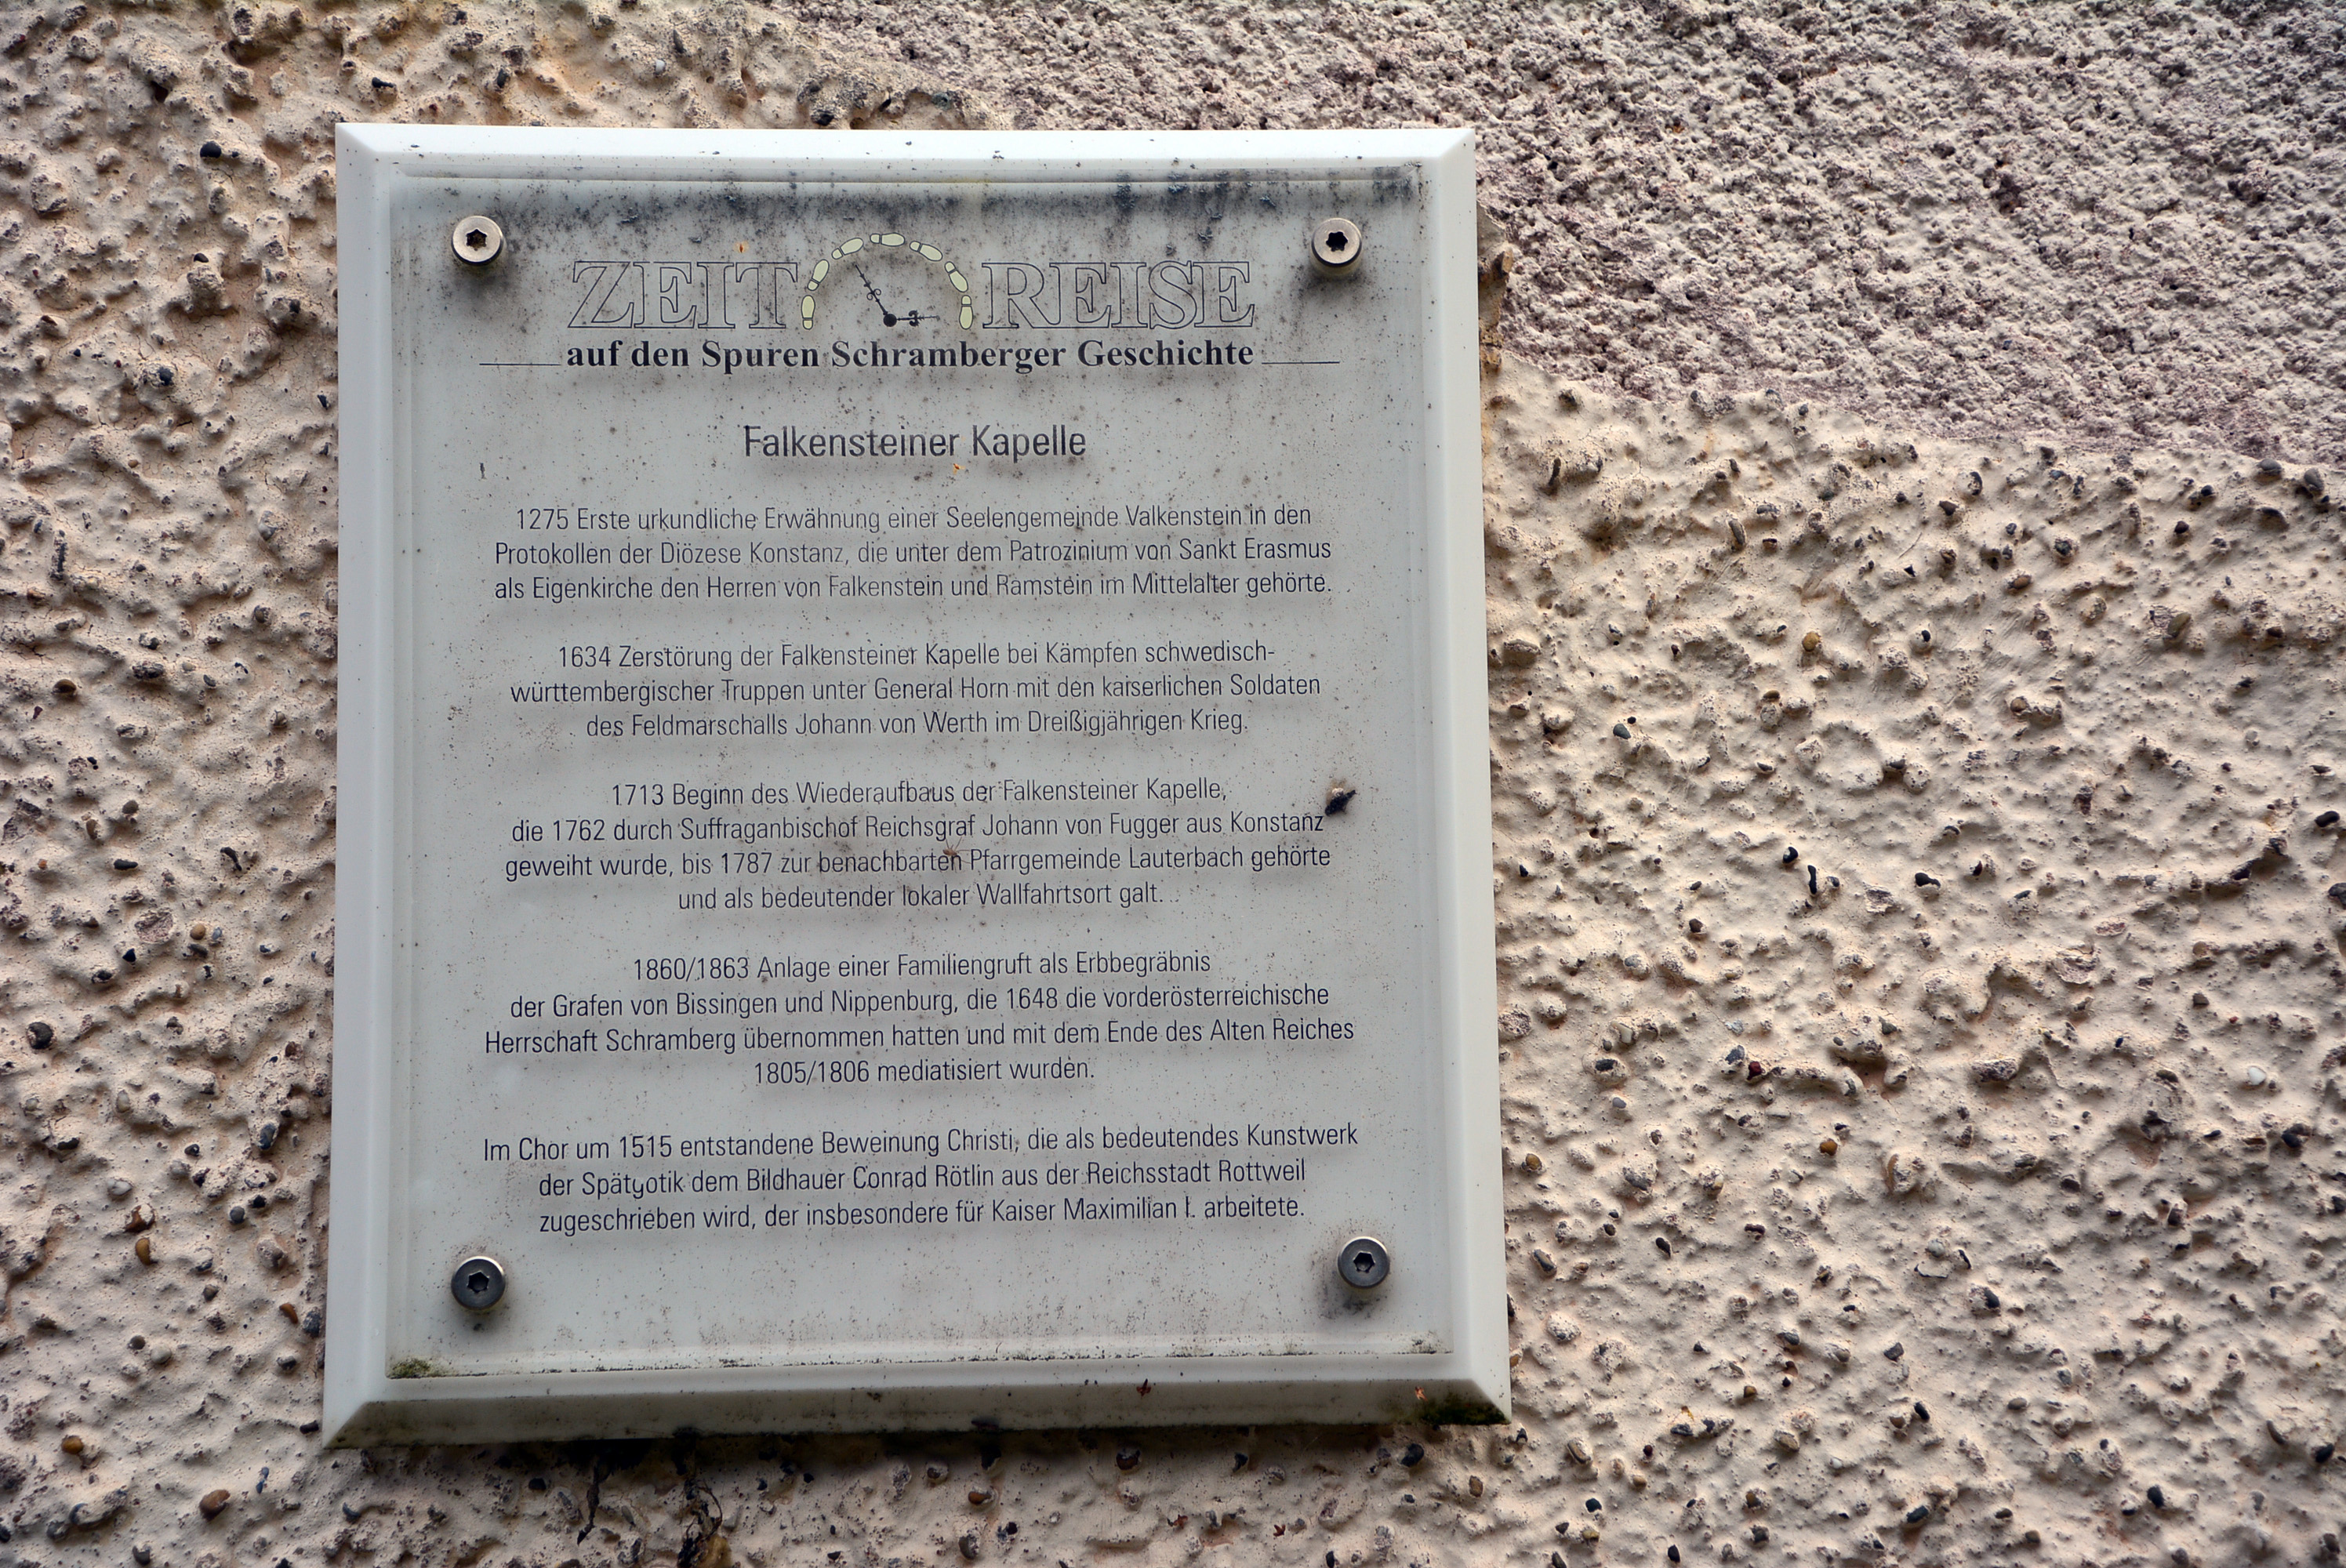 ZEIT REISE
auf den Spuren Schramberger Geschichte
Falkensteiner Kapelle
1275 Erste urkundliche Erwähnung einer Seelengemeinde Valkenstein in den
Protokollen der Diözese Konstanz, die unter dem Patrozinium von Sankt Erasmus
als Eigenkirche den Herren von Falkenstein und Ramstein im Mittelalter gehörte.
1634 Zerstörung der Falkensteiner Kapelle bei Kämpfen schwedisch-
württembergischer Truppen unter General Horn mit den kaiserlichen Soldaten
des Feldmarschalls Johann von Werth im Dreißigjährigen Krieg.
1713 Beginn des Wiederaufbaus der Falkensteiner Kapelle,
die 1762 durch Suffraganbischof Reichsgraf Johann von Fugger aus Konstanz
geweiht wurde, bis 1787 zur benachbarten Pfarrgemeinde Lauterbach gehörte
und als bedeutender lokaler Wallfahrtsort galt.
1860/1863 Anlage einer Familiengruft als Erbbegräbnis
der Grafen von Bissingen und Nippenburg, die 1648 die vorderösterreichische
Herrschaft Schramberg übernommen hatten und mit dem Ende des Alten Reiches
1805/1806 mediatisiert wurden.
Im Chor um 1515 entstandene Beweinung Christi, die als bedeutendes Kunstwerk
der Spätgotik dem Bildhauer Conrad Rötlin aus der Reichsstadt Rottweil
zugeschrieben wird, der insbesondere für Kaiser Maximilian I. arbeitete.